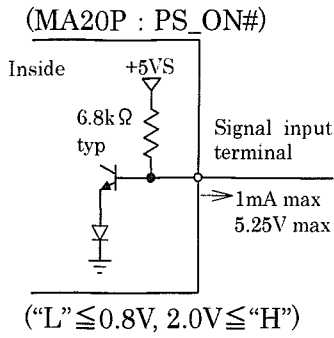 (MA20P : PS_ON#)
Inside
+5VS
6.8kΩ
typ
Signal input
terminal
1mA max
5.25V max
("L"≦0.8V, 2.0V≦"H")